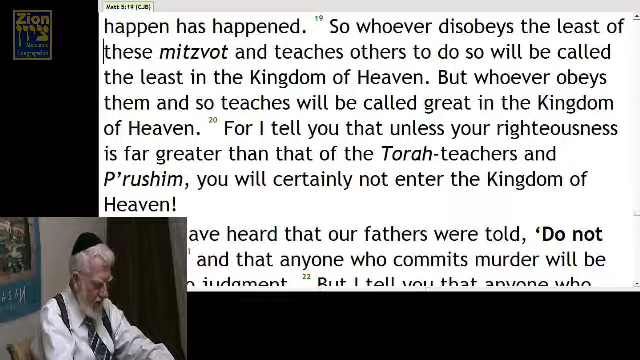 Matt 5:19 (CJB)
Zion
Messianic
Congregation
happen has happened. 19 So whoever disobeys the least of
these mitzvot and teaches others to do so will be called
the least in the Kingdom of Heaven. But whoever obeys
them and so teaches will be called great in the Kingdom
of Heaven. 20 For I tell you that unless your righteousness
is far greater than that of the Torah-teachers and
P'rushim, you will certainly not enter the Kingdom of
Heaven!
ave heard that our fathers were told, 'Do not
and that anyone who commits murder will be
judgment. 22 But I tell you that anyone who